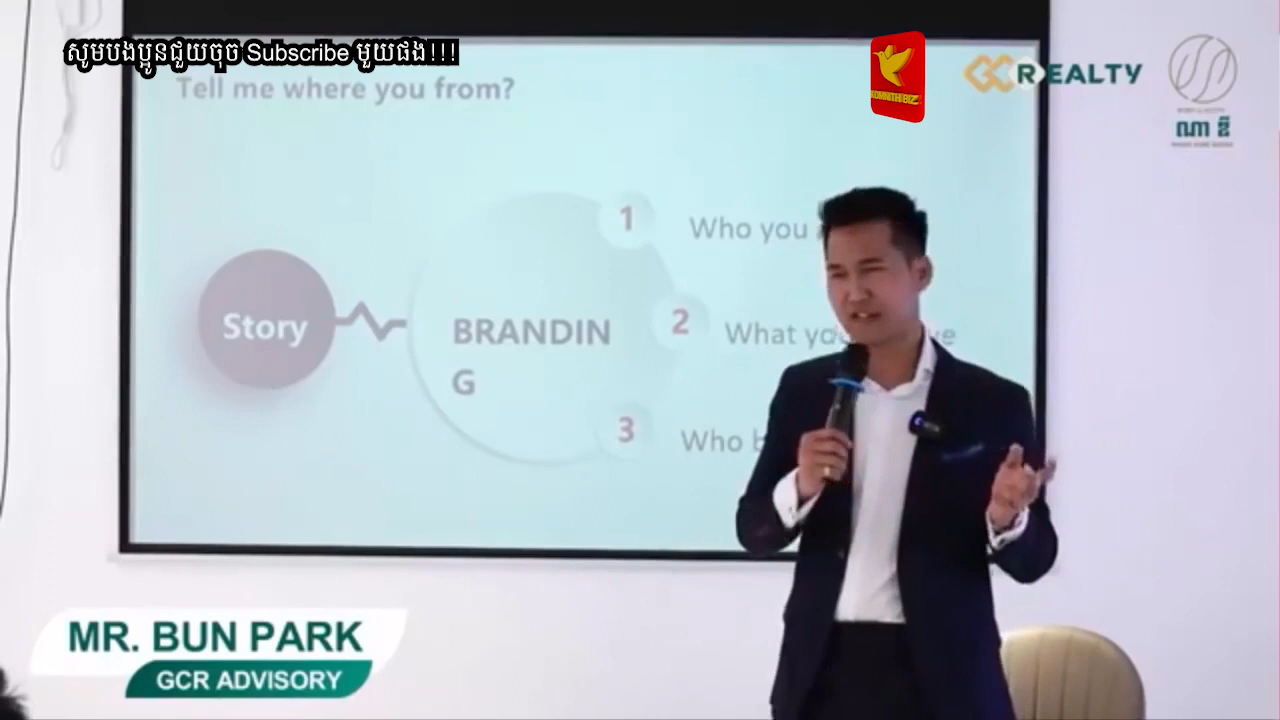 សូមបងប្អូនជួយចុច Subscribe មួយផង!!!
Tell me where you from?
REALTY
ណា ឌី
1
Who you
Story
BRANDIN
G
2
What you
3
Who
MR. BUN PARK
GCR ADVISORY